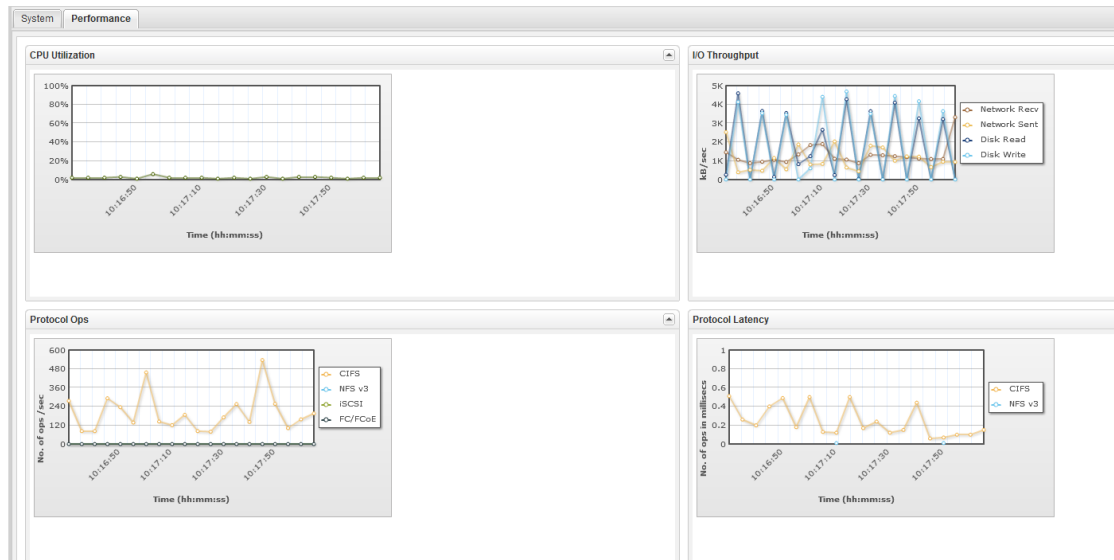 System
Performance
CPU Utilization
100%
80%
60%
40%
20%
0%
10:16:50
10:17:10
10:17:30
10:17:50
Time (hh:mm:ss)
I/O Throughput
kB/sec
5K
4K
3K
2K
1K
0
10:16:50
10:17:10
10:17:30
10:17:50
Time (hh:mm:ss)
Network Recv
Network Sent
Disk Read
Disk Write
Protocol Ops
No. of ops /sec
600
480
360
240
120
0
10:16:50
10:17:10
10:17:30
10:17:50
Time (hh:mm:ss)
CIFS
NFS v3
iSCSI
FC/FCoE
Protocol Latency
No. of ops in millisecs
1
0.8
0.6
0.4
0.2
0
10:16:50
10:17:10
10:17:30
10:17:50
Time (hh:mm:ss)
CIFS
NFS v3